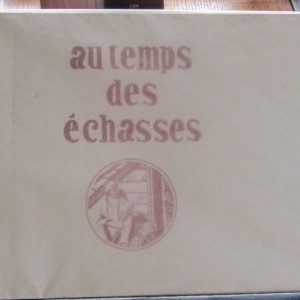 au temps
des
échasses